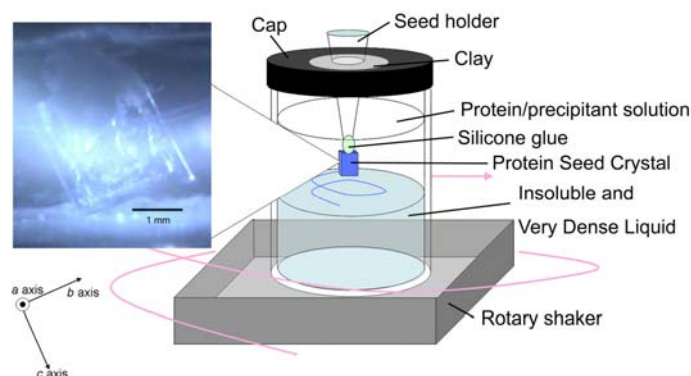 Seed holder
Cap
Clay
Protein/precipitant solution
Silicone glue
Protein Seed Crystal
Insoluble and
Very Dense Liquid
Rotary shaker
1 mm
a axis
b axis
c axis